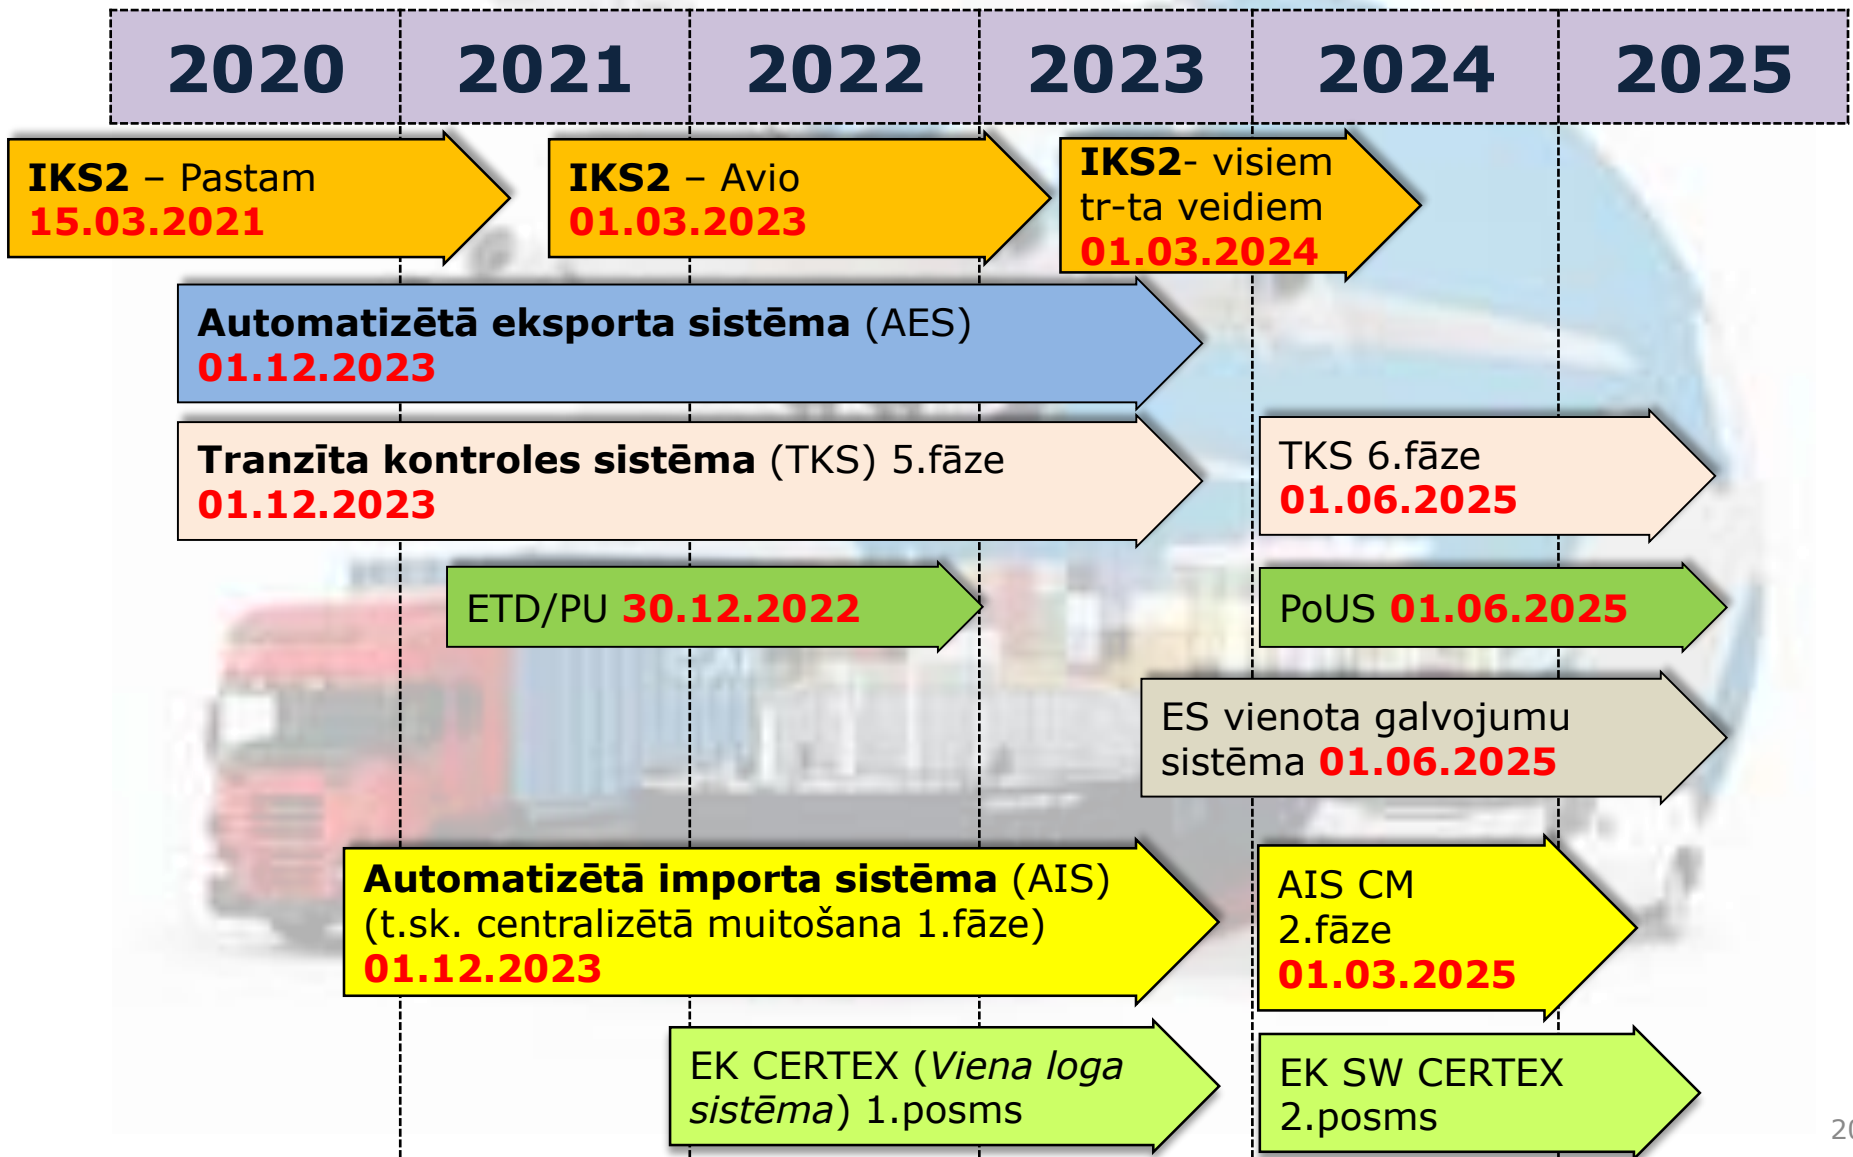 2020 2021 2022 2023 2024 2025
IKS2 – Pastam
15.03.2021
IKS2 – Avio
01.03.2023
IKS2- visiem
tr-ta veidiem
01.03.2024
Automatizētā eksporta sistēma (AES)
01.12.2023
Tranzīta kontroles sistēma (TKS) 5.fāze
01.12.2023
TKS 6.fāze
01.06.2025
ETD/PU 30.12.2022
PoUS 01.06.2025
ES vienota galvojumu
sistēma 01.06.2025
Automatizētā importa sistēma (AIS)
(t.sk. centralizētā muitošana 1.fāze)
01.12.2023
AIS CM
2.fāze
01.03.2025
EK CERTEX (Viena loga
sistēma) 1.posms
EK SW CERTEX
2.posms
20